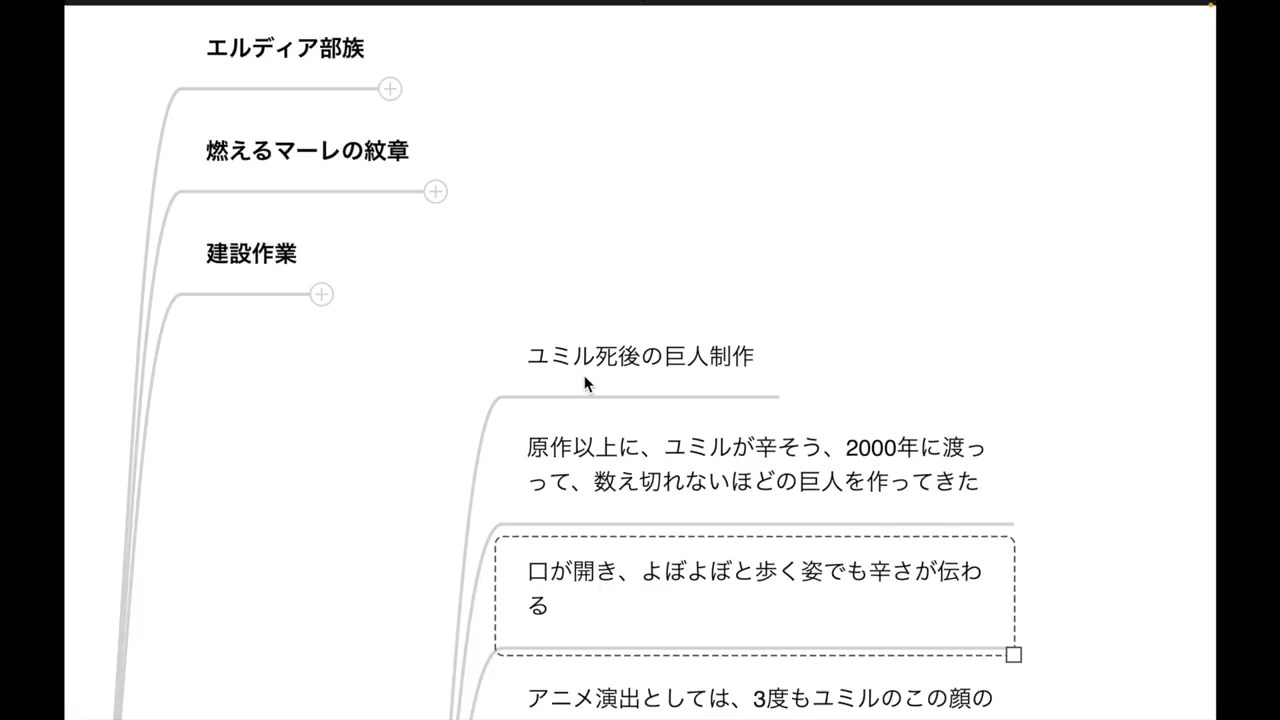 エルディア部族
燃えるマーレの紋章
建設作業
ユミル死後の巨人制作
原作以上に、ユミルが辛そう、2000年に渡っ
って、数え切れないほどの巨人を作ってきた
口が開き、よぼよぼと歩く姿でも辛さが伝わ
る
アニメ演出としては、3度もユミルのこの顔の